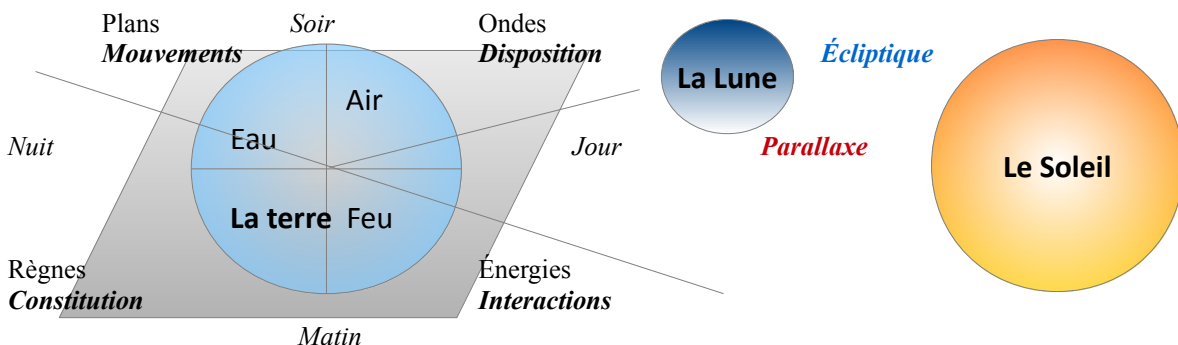 Plans
Mouvements
Soir
Ondes
Disposition
La Lune
Écliptique
Air
Eau
Nuit
Jour
Parallaxe
Le Soleil
La terre
Feu
Règnes
Constitution
Énergies
Interactions
Matin